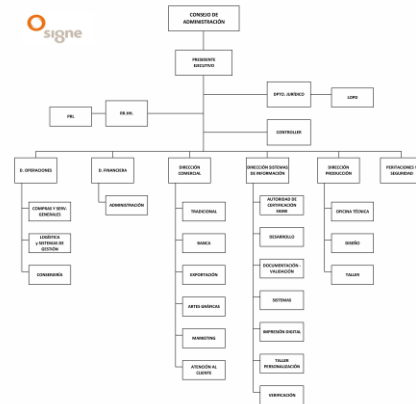 signe
CONSEJO DE
ADMINISTRACIÓN
PRESIDENTE
EJECUTIVO
DPTO. JURÍDICO
LOPD
PRL
RR.HH.
CONTROLLER
D. OPERACIONES
D. FINANCIERA
DIRECCIÓN
COMERCIAL
DIRECCIÓN SISTEMAS
DE INFORMACIÓN
DIRECCIÓN
PRODUCCIÓN
PERITACIONES Y
SEGURIDAD
COMPRAS Y SERV.
GENERALES
LOGÍSTICA
y SISTEMAS DE
GESTIÓN
CONSERJERÍA
ADMINISTRACIÓN
TRADICIONAL
BANCA
EXPORTACIÓN
ARTES GRÁFICAS
MARKETING
ATENCIÓN AL
CLIENTE
AUTORIDAD DE
CERTIFICACIÓN
SIGNE
DESARROLLO
DOCUMENTACIÓN -
VALIDACIÓN
SISTEMAS
IMPRESIÓN DIGITAL
TALLER
PERSONALIZACIÓN
VERIFICACIÓN
OFICINA TÉCNICA
DISEÑO
TALLER